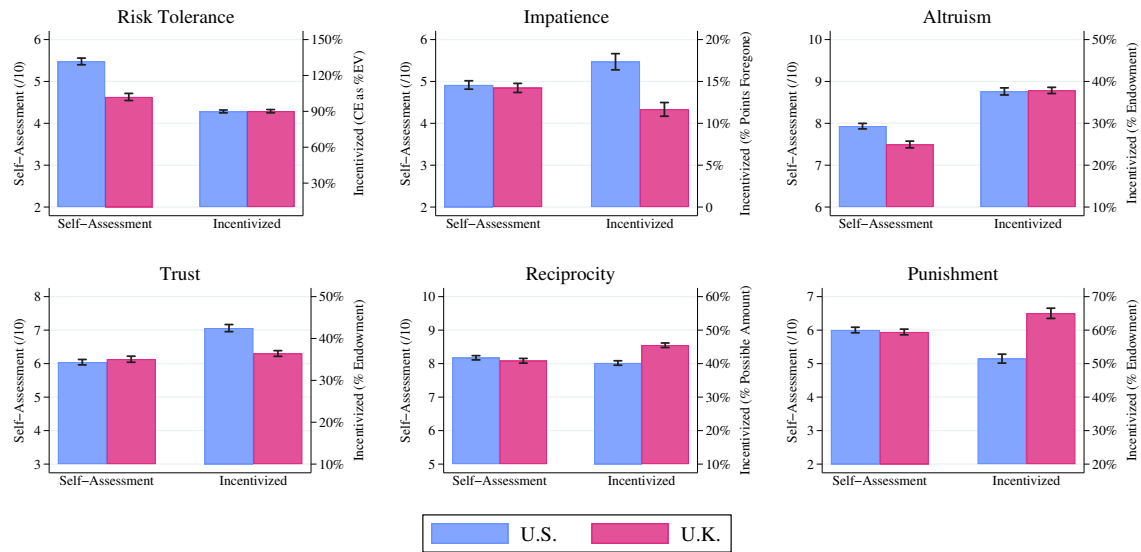 Risk Tolerance
Self−Assessment (/10)
6
5
4
3
2
150%
120%
90%
60%
30%
Incentivized (CE as %EV)
Self−Assessment
Incentivized
Impatience
Self−Assessment (/10)
6
5
4
3
2
20%
15%
10%
5%
0
Incentivized (% Points Foregone)
Self−Assessment
Incentivized
Altruism
Self−Assessment (/10)
10
9
8
7
6
50%
40%
30%
20%
10%
Incentivized (% Endowment)
Self−Assessment
Incentivized
Trust
Self−Assessment (/10)
8
7
6
5
4
3
50%
40%
30%
20%
10%
Incentivized (% Endowment)
Self−Assessment
Incentivized
Reciprocity
Self−Assessment (/10)
10
9
8
7
6
5
60%
50%
40%
30%
20%
10%
Incentivized (% Possible Amount)
Self−Assessment
Incentivized
Punishment
Self−Assessment (/10)
7
6
5
4
3
2
70%
60%
50%
40%
30%
20%
Incentivized (% Endowment)
Self−Assessment
Incentivized
U.S.
U.K.